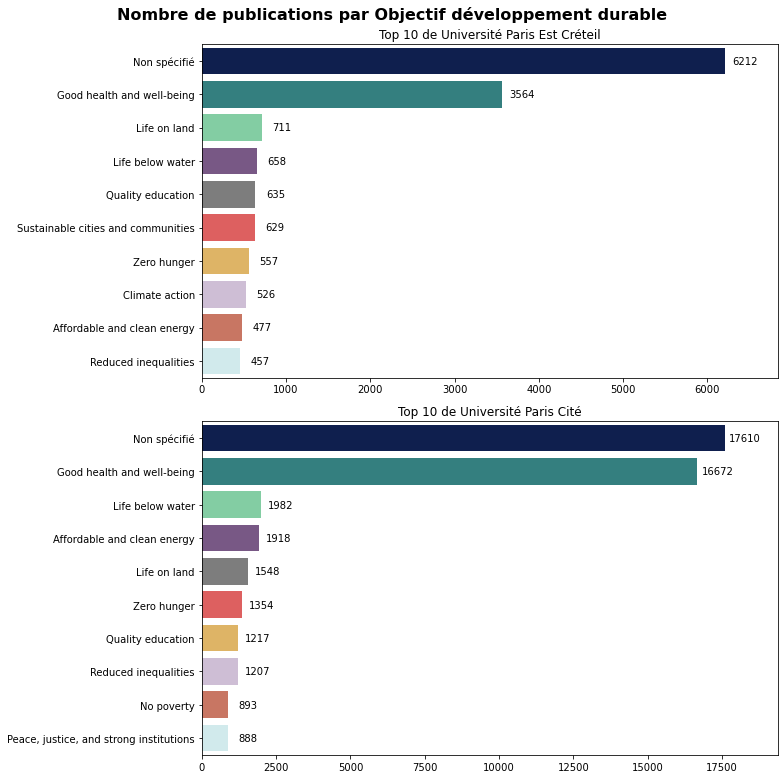 Nombre de publications par Objectif développement durable
Top 10 de Université Paris Est Créteil
Non spécifié 6212
Good health and well-being 3564
Life on land 711
Life below water 658
Quality education 635
Sustainable cities and communities 629
Zero hunger 557
Climate action 526
Affordable and clean energy 477
Reduced inequalities 457
0 1000 2000 3000 4000 5000 6000
Top 10 de Université Paris Cité
Non spécifié 17610
Good health and well-being 16672
Life below water 1982
Affordable and clean energy 1918
Life on land 1548
Zero hunger 1354
Quality education 1217
Reduced inequalities 1207
No poverty 893
Peace, justice, and strong institutions 888
0 2500 5000 7500 10000 12500 15000 17500